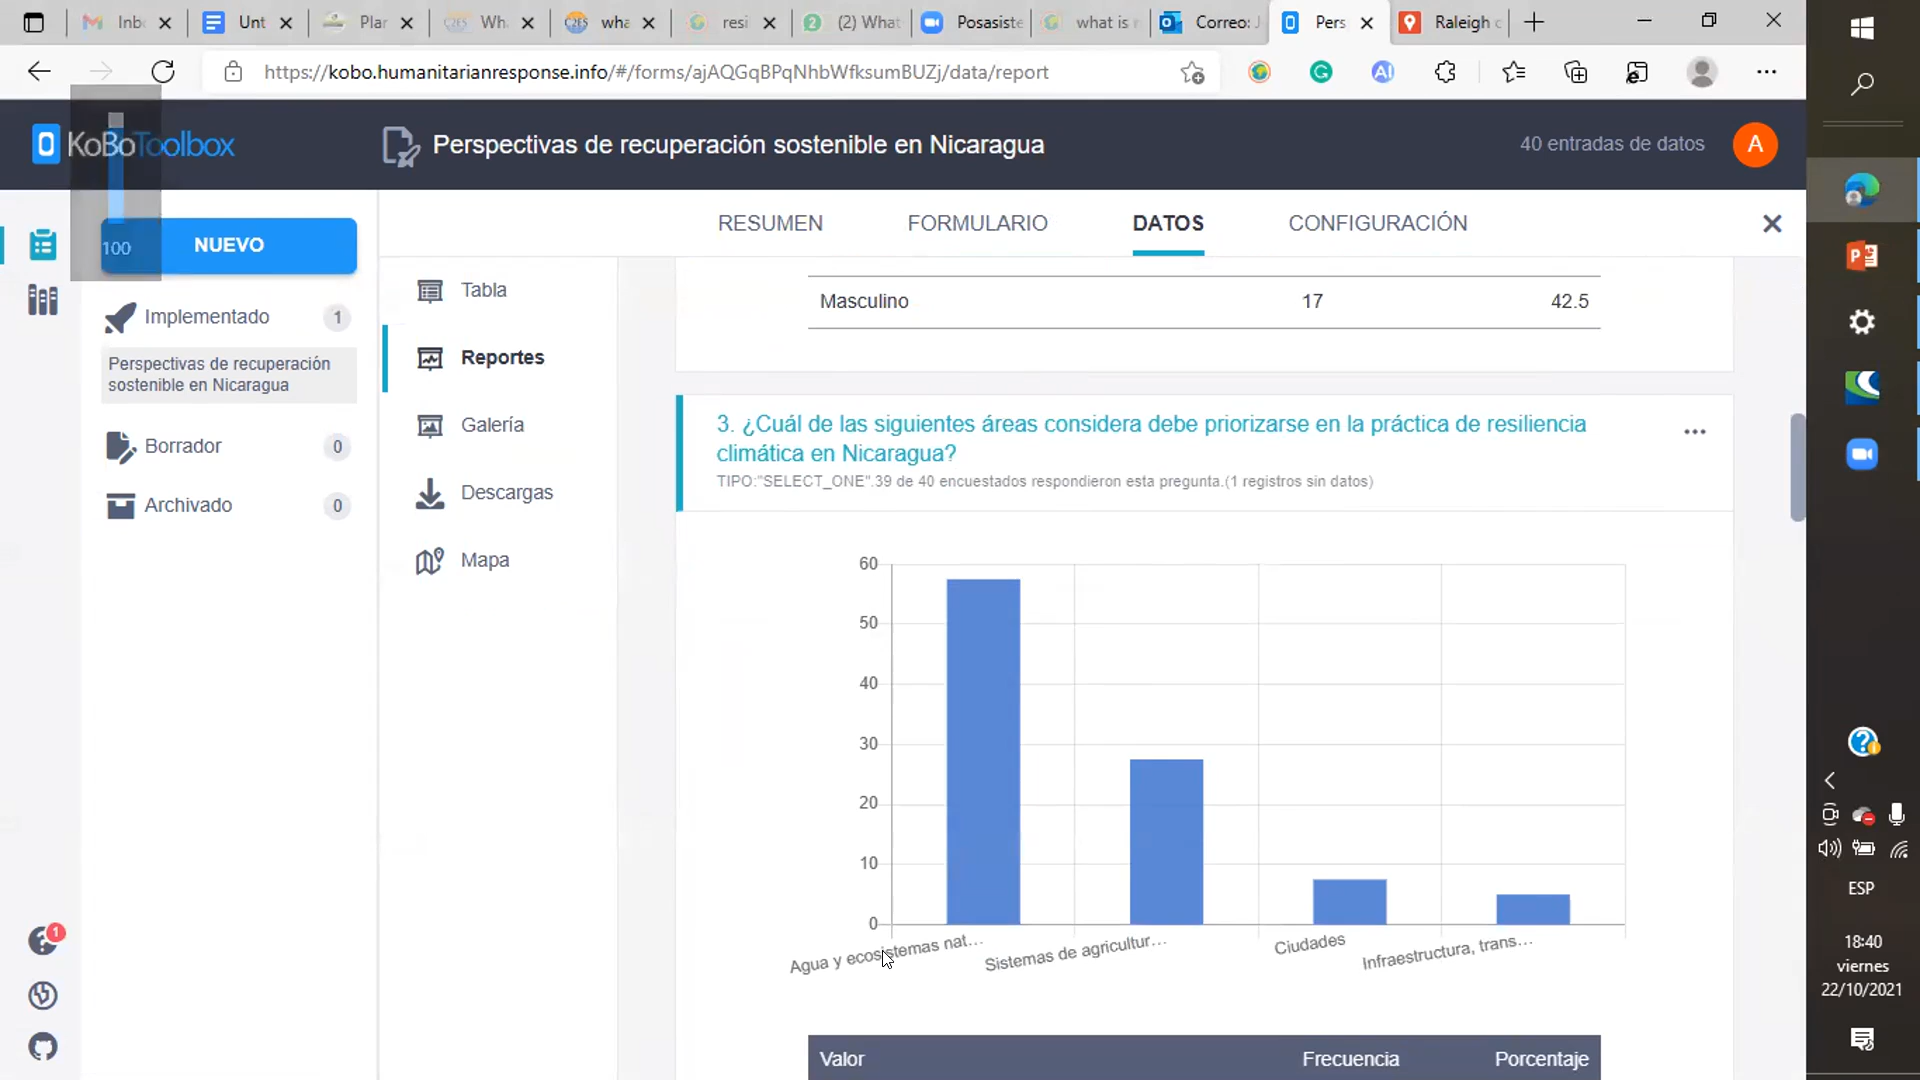 Inb
Unt
Plar
Wh
wha
resi
(2) What
Posasiste
what is r
Correo: J
Pers
Raleigh c
https://kobo.humanitarianresponse.info/#/forms/ajAQGqBPqNhbWfksumBUZj/data/report
KoBoToolbox
Perspectivas de recuperación sostenible en Nicaragua
40 entradas de datos
A
100
NUEVO
RESUMEN
FORMULARIO
DATOS
CONFIGURACIÓN
Implementado 1
Perspectivas de recuperación
sostenible en Nicaragua
Borrador 0
Archivado 0
Tabla
Reportes
Galería
Descargas
Mapa
Masculino 17 42.5
3. ¿Cuál de las siguientes áreas considera debe priorizarse en la práctica de resiliencia
climática en Nicaragua?
TIPO:"SELECT_ONE".39 de 40 encuestados respondieron esta pregunta.(1 registros sin datos)
60
50
40
30
20
10
0
Agua y ecosistemas nat...
Sistemas de agricultur...
Ciudades
Infraestructura, trans...
Valor Frecuencia Porcentaje
1
ESP
18:40
viernes
22/10/2021